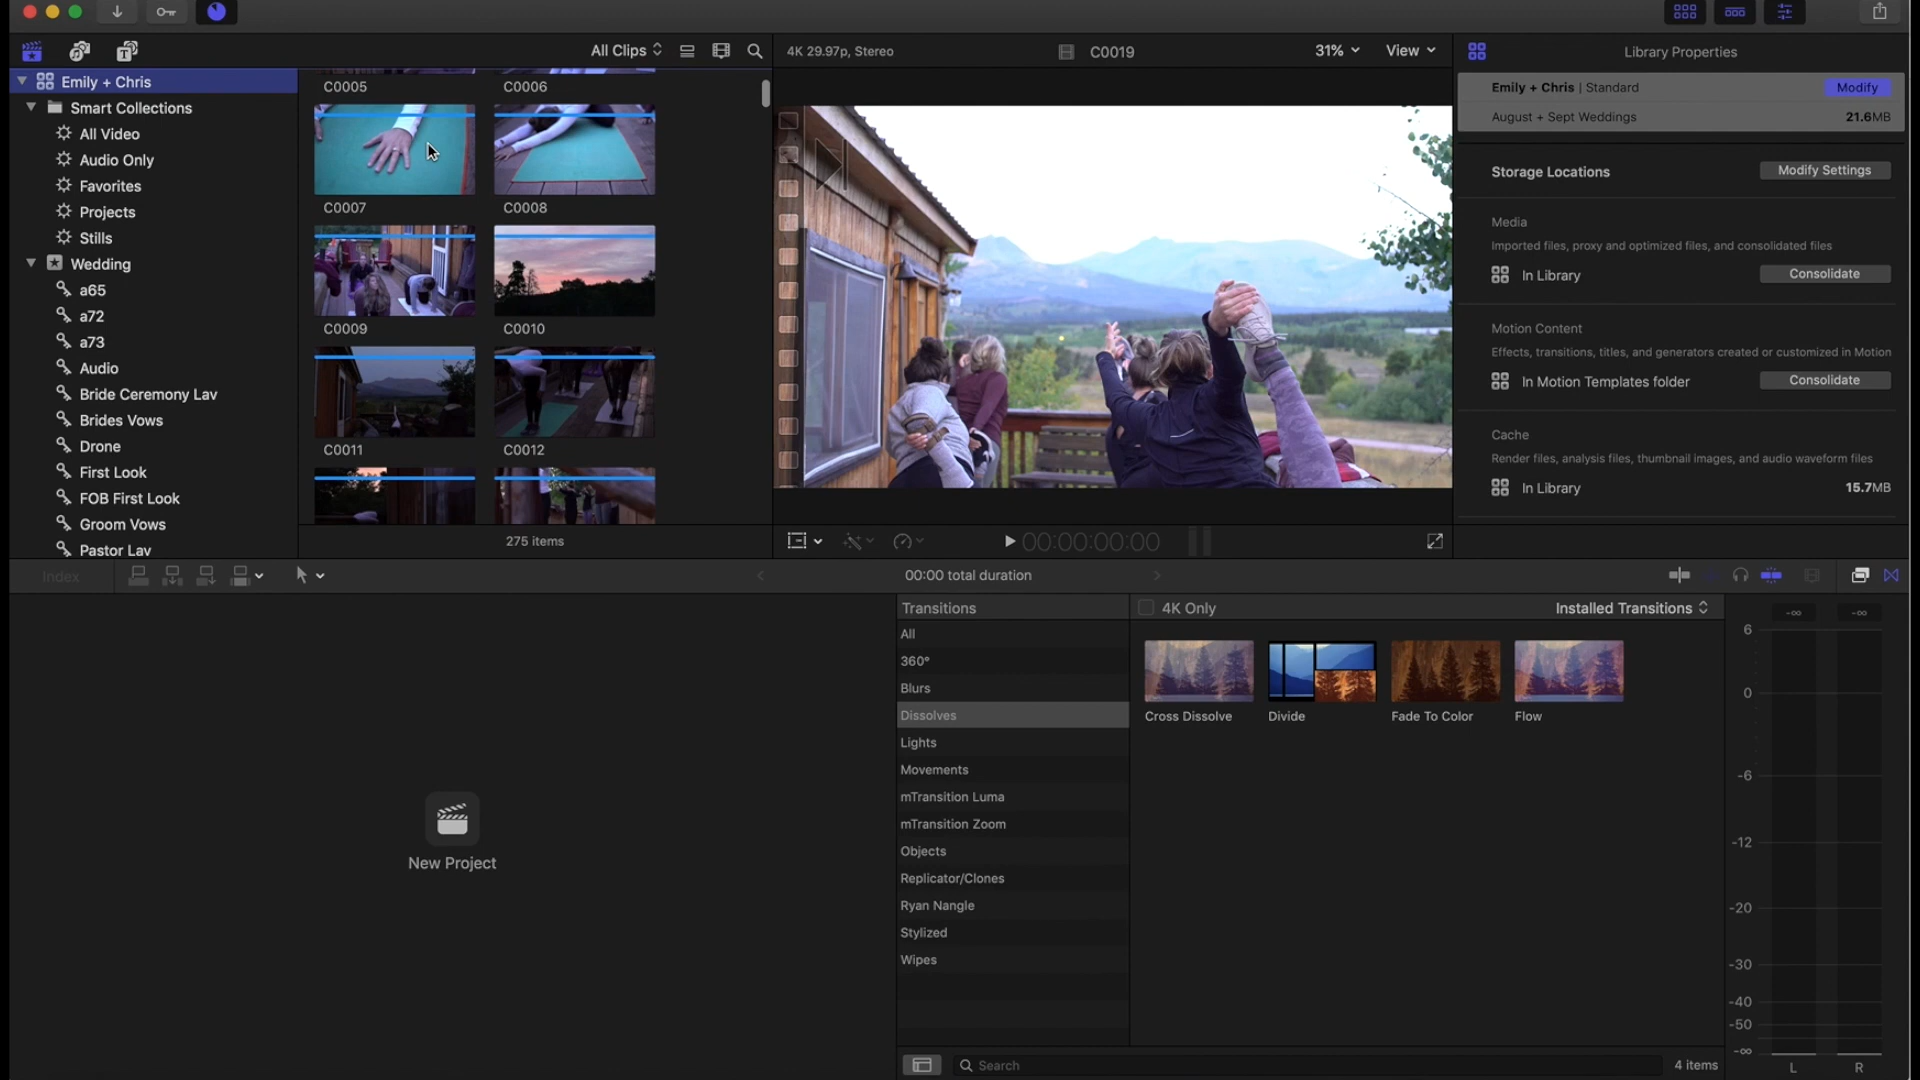 All Clips
4K 29.97p, Stereo
C0019
31%
View
Library Properties
Emily + Chris
Smart Collections
All Video
Audio Only
Favorites
Projects
Stills
Wedding
a65
a72
a73
Audio
Bride Ceremony Lav
Brides Vows
Drone
First Look
FOB First Look
Groom Vows
Pastor Lav
C0005
C0006
C0007
C0008
C0009
C0010
C0011
C0012
275 items
00:00:00:00
Emily + Chris | Standard
Modify
August + Sept Weddings
21.6MB
Storage Locations
Modify Settings
Media
Imported files, proxy and optimized files, and consolidated files
In Library
Consolidate
Motion Content
Effects, transitions, titles, and generators created or customized in Motion
In Motion Templates folder
Consolidate
Cache
Render files, analysis files, thumbnail images, and audio waveform files
In Library
15.7MB
Index
00:00 total duration
New Project
Transitions
All
360°
Blurs
Dissolves
Lights
Movements
mTransition Luma
mTransition Zoom
Objects
Replicator/Clones
Ryan Nangle
Stylized
Wipes
4K Only
Installed Transitions
Cross Dissolve
Divide
Fade To Color
Flow
Search
4 items
-∞
-∞
6
0
-6
-12
-20
-30
-40
-50
-∞
L
R